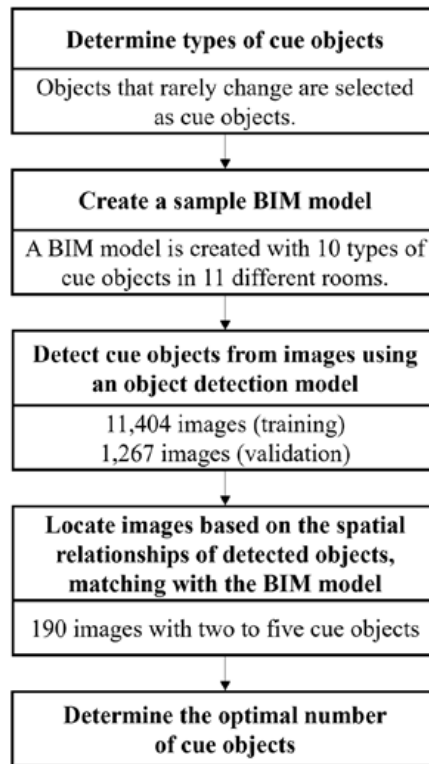 Determine types of cue objects
Objects that rarely change are selected
as cue objects.
Create a sample BIM model
A BIM model is created with 10 types of
cue objects in 11 different rooms.
Detect cue objects from images using
an object detection model
11,404 images (training)
1,267 images (validation)
Locate images based on the spatial
relationships of detected objects,
matching with the BIM model
190 images with two to five cue objects
Determine the optimal number
of cue objects